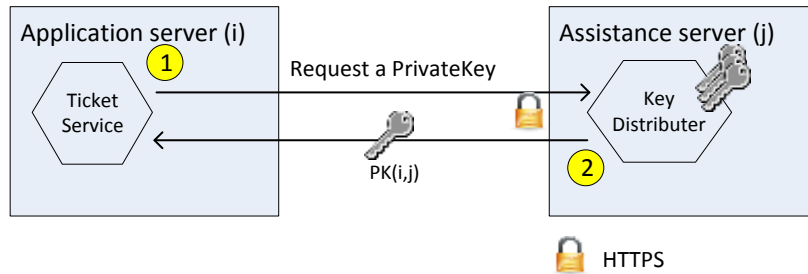 Application server (i)
Assistance server (j)
1
Request a PrivateKey
Ticket
Service
Key
Distributer
2
PK(i,j)
HTTPS